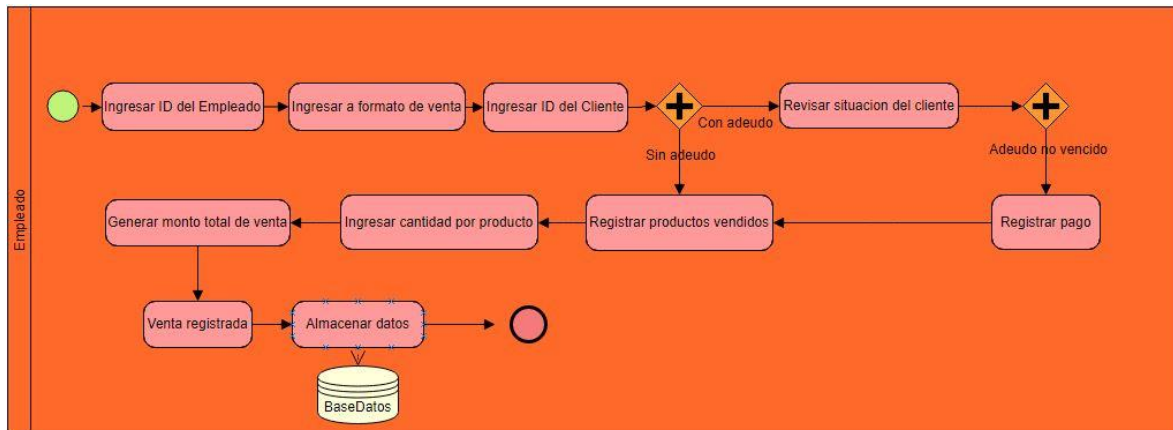 Empleado
Ingresar ID del Empleado
Ingresar a formato de venta
Ingresar ID del Cliente
Con adeudo
Sin adeudo
Revisar situacion del cliente
Adeudo no vencido
Registrar pago
Registrar productos vendidos
Ingresar cantidad por producto
Generar monto total de venta
Venta registrada
Almacenar datos
BaseDatos